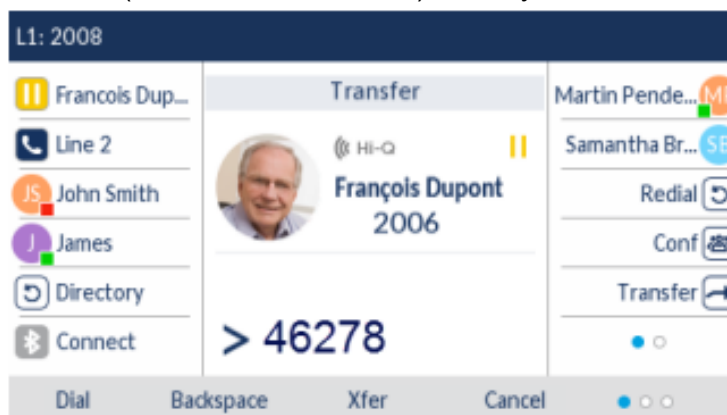 L1: 2008
Francois Dup...
Line 2
JS John Smith
J James
Directory
Connect
Transfer
HI-Q
François Dupont
2006
> 46278
Martin Pende...
Samantha Br...
Redial
Conf
Transfer
Dial Backspace Xfer Cancel